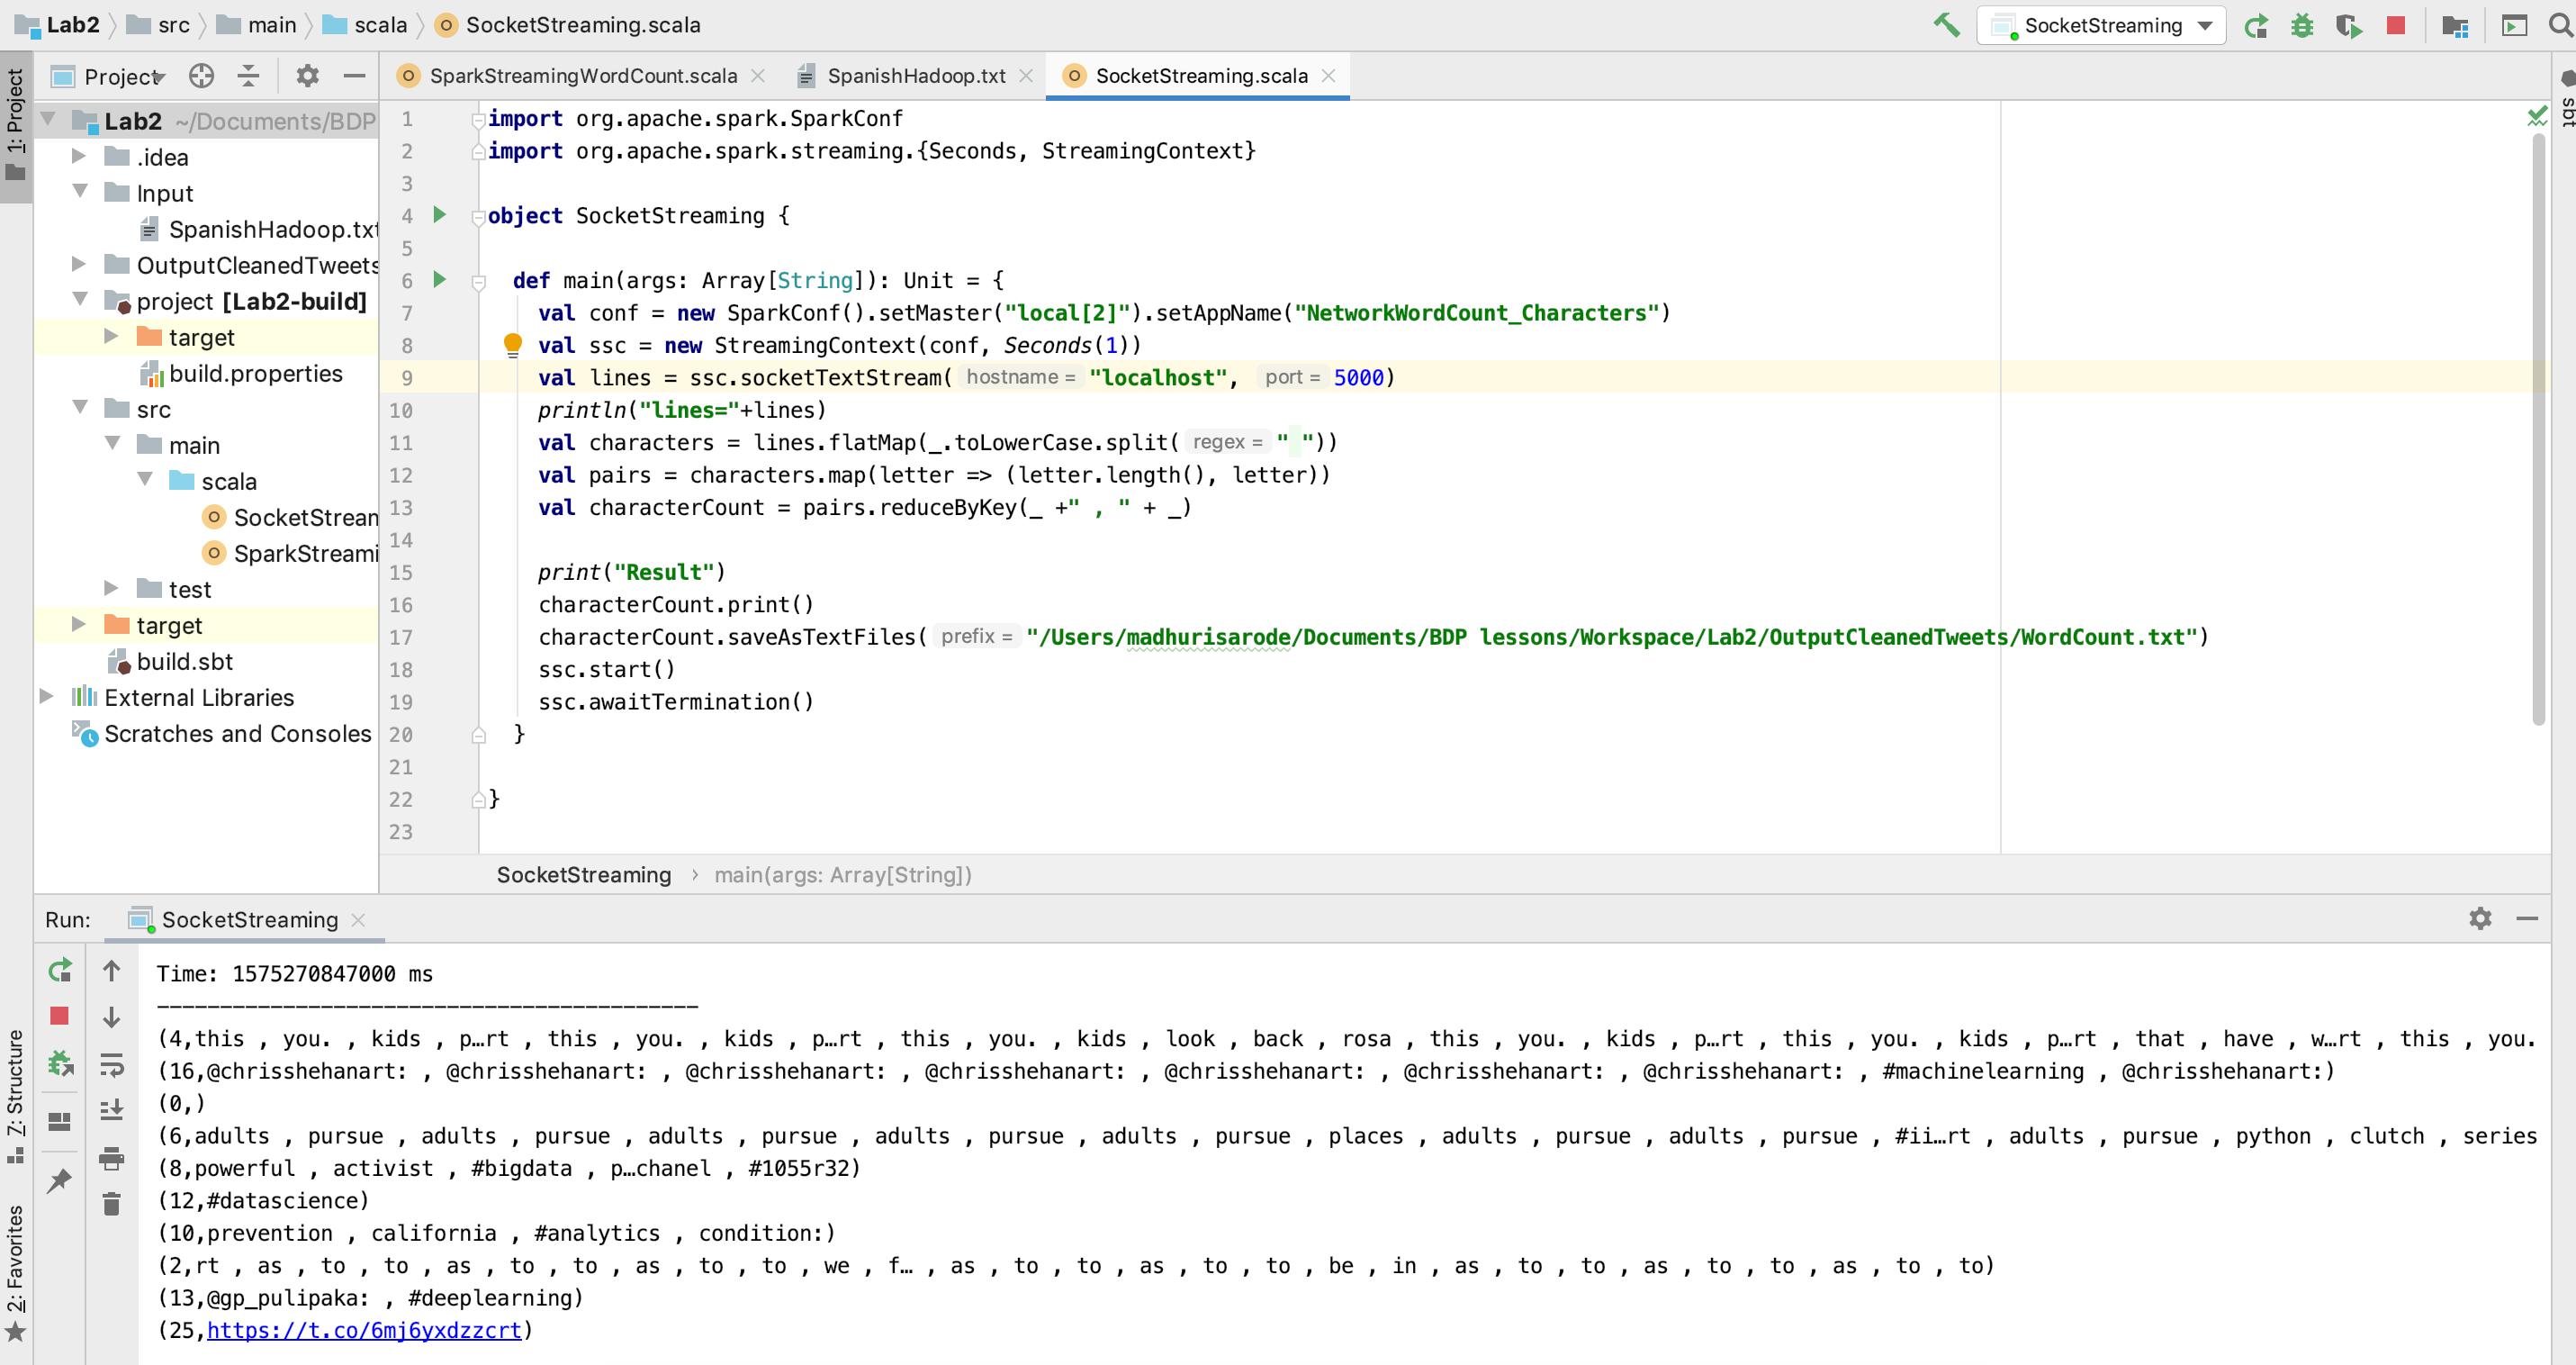 Lab2 src main scala SocketStreaming.scala SocketStreaming
1: Project Project SparkStreamingWordCount.scala SpanishHadoop.txt SocketStreaming.scala sbt
Lab2 ~/Documents/BDP
.idea
Input
SpanishHadoop.txt
OutputCleanedTweets
project [Lab2-build]
target
build.properties
src
main
scala
SocketStrean
SparkStreami
test
target
build.sbt
External Libraries
Scratches and Consoles
1 import org.apache.spark.SparkConf
2 import org.apache.spark.streaming.{Seconds, StreamingContext}
3
4 object SocketStreaming {
5
6 def main(args: Array[String]): Unit = {
7 val conf = new SparkConf().setMaster("local[2]").setAppName("NetworkWordCount_Characters")
8 val ssc = new StreamingContext(conf, Seconds(1))
9 val lines = ssc.socketTextStream( hostname = "localhost", port = 5000)
10 println("lines="+lines)
11 val characters = lines.flatMap(_.toLowerCase.split( regex = " "))
12 val pairs = characters.map(letter => (letter.length(), letter))
13 val characterCount = pairs.reduceByKey(_ +" , " + _)
14
15 print("Result")
16 characterCount.print()
17 characterCount.saveAsTextFiles( prefix = "/Users/madhurisarode/Documents/BDP lessons/Workspace/Lab2/OutputCleanedTweets/WordCount.txt")
18 ssc.start()
19 ssc.awaitTermination()
20 }
21
22 }
23
SocketStreaming › main(args: Array[String])
Run: SocketStreaming
7: Structure
2: Favorites
Time: 1575270847000 ms
-------------------------------------------
(4,this , you. , kids , p…rt , this , you. , kids , p…rt , this , you. , kids , look , back , rosa , this , you. , kids , p…rt , this , you. , kids , p…rt , that , have , w…rt , this , you.
(16,@chrisshehanart: , @chrisshehanart: , @chrisshehanart: , @chrisshehanart: , @chrisshehanart: , @chrisshehanart: , @chrisshehanart: , #machinelearning , @chrisshehanart:)
(0,)
(6,adults , pursue , adults , pursue , adults , pursue , adults , pursue , adults , pursue , places , adults , pursue , adults , pursue , #ii…rt , adults , pursue , python , clutch , series
(8,powerful , activist , #bigdata , p…chanel , #1055r32)
(12,#datascience)
(10,prevention , california , #analytics , condition:)
(2,rt , as , to , to , as , to , to , as , to , to , we , f… , as , to , to , as , to , to , be , in , as , to , to , as , to , to , as , to , to)
(13,@gp_pulipaka: , #deeplearning)
(25,https://t.co/6mj6yxdzzcrt)